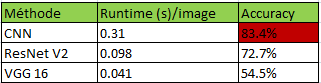 Méthode Runtime (s)/image Accuracy
CNN 0.31 83.4%
ResNet V2 0.098 72.7%
VGG 16 0.041 54.5%